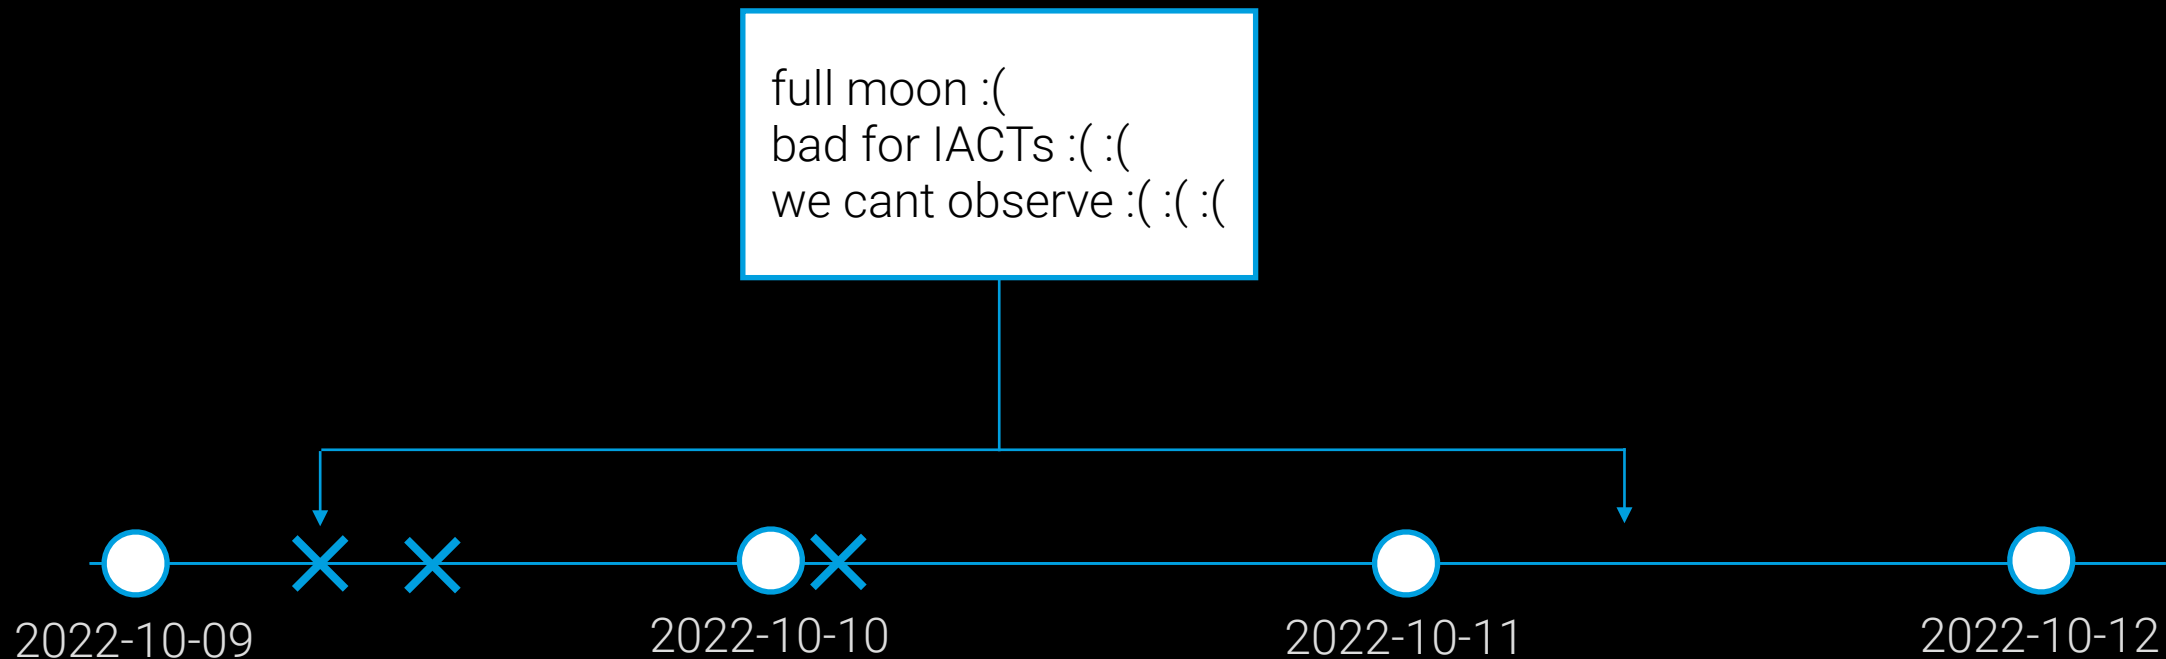 full moon :(
bad for IACTs :( :(
we cant observe :( :( :(
2022-10-09
2022-10-10
2022-10-11
2022-10-12